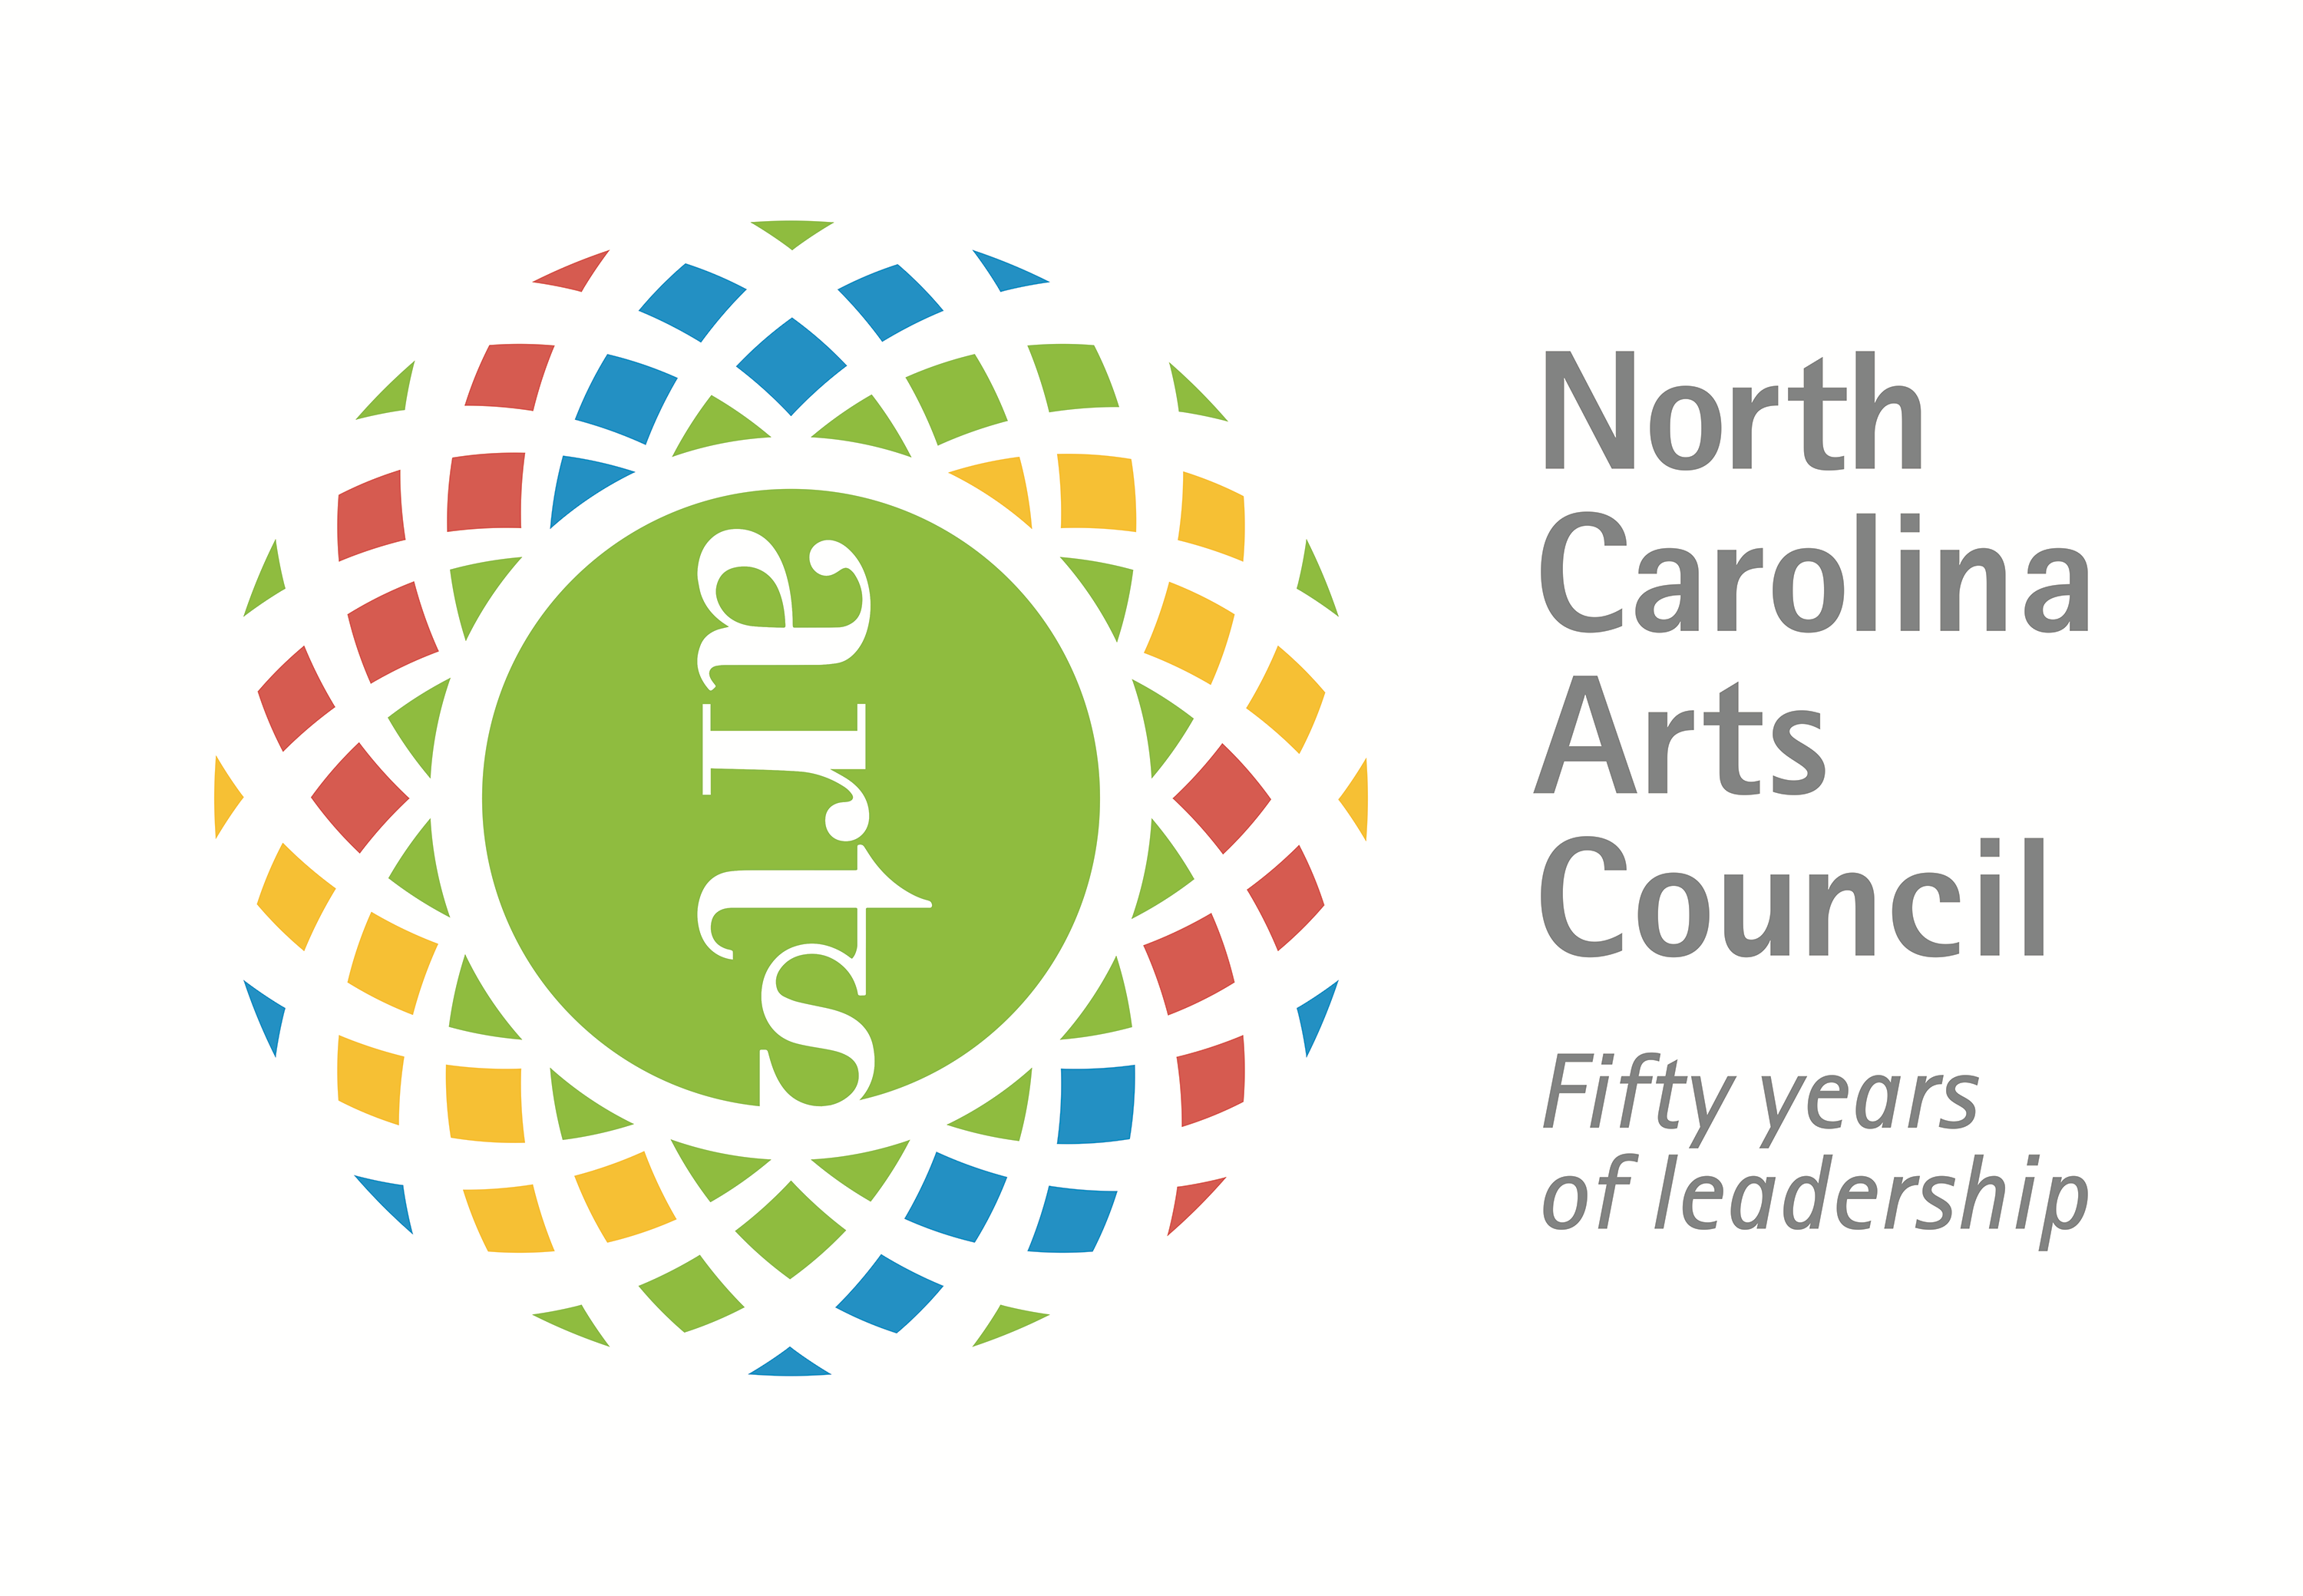 arts
North
Carolina
Arts
Council
Fifty years
of leadership